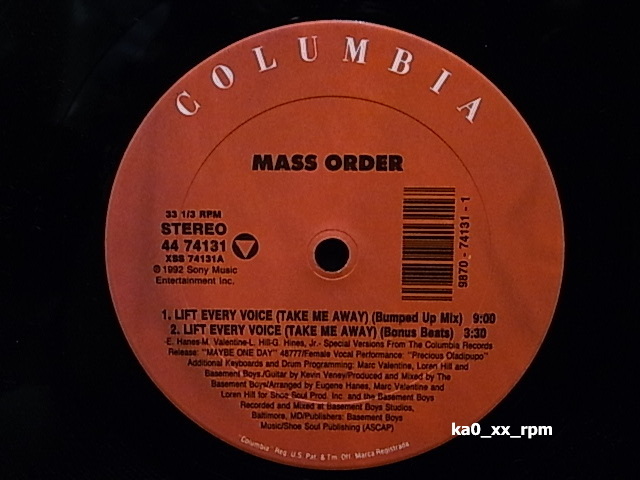 COLUMBIA
MASS ORDER
33 1/3 RPM
STEREO
44 74131
XSS 74131A
℗ 1992 Sony Music
Entertainment Inc.
9870 - 74131 - 1
1. LIFT EVERY VOICE (TAKE ME AWAY) (Bumped Up Mix) 9:00
2. LIFT EVERY VOICE (TAKE ME AWAY) (Bonus Beats) 3:30
-E. Hanes-M. Valentine-L. Hill-G. Hines, Jr.- Special Versions From The Columbia Records
Release: "MAYBE ONE DAY" 48777/Female Vocal Performance: "Precious Oladipupo"
Additional Keyboards and Drum Programming: Marc Valentine, Loren Hill and
Basement Boys/Guitar by Kevin Veney/Produced and Mixed by The
Basement Boys/Arranged by Eugene Hanes, Marc Valentine and
Loren Hill for Shoe Soul Prod. Inc. and the Basement Boys
Recorded and Mixed at Basement Boys Studios,
Baltimore, MD/Publishers: Basement Boys
Music/Shoe Soul Publishing (ASCAP)
"Columbia" Reg. U.S. Pat. & Tm. Off. Marca Registrada.
ka0_xx_rpm